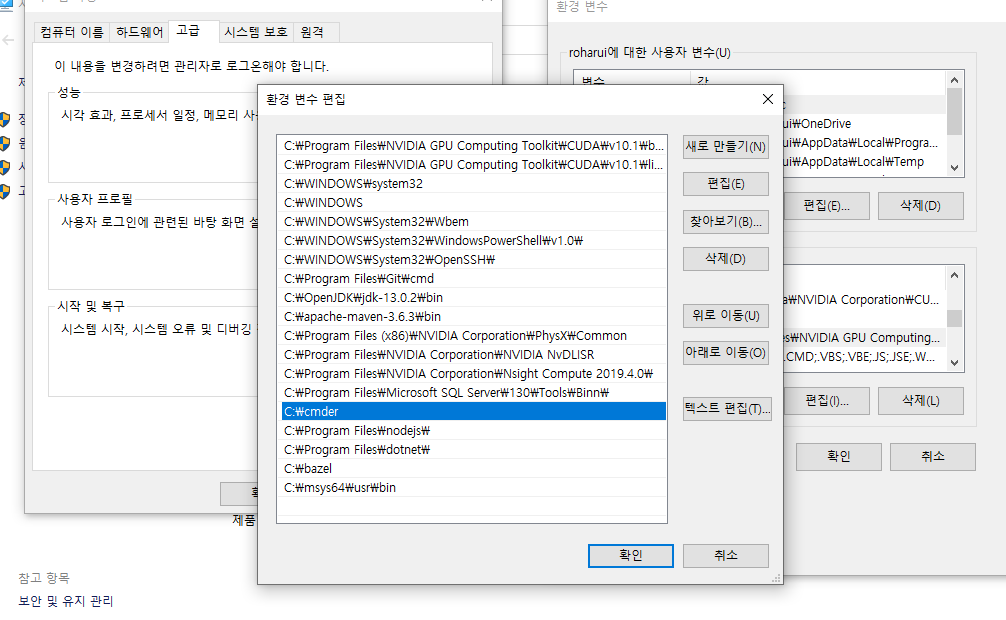 환경 변수
컴퓨터 이름
하드웨어
고급
시스템 보호
원격
이 내용을 변경하려면 관리자로 로그온해야 합니다.
성능
시각 효과, 프로세서 일정, 메모리
사용자 프로필
사용자 로그인에 관련된 바탕 화면
시작 및 복구
시스템 시작, 시스템 오류 및 디버깅
제품
참고 항목
보안 및 유지 관리
roharui에 대한 사용자 변수(U)
변수
값
ui₩OneDrive
ui₩AppData₩Local₩Progra...
ui₩AppData₩Local₩Temp
편집(E)...
삭제(D)
a₩NVIDIA Corporation₩CU...
s₩NVIDIA GPU Computing...
.CMD;.VBS;.VBE;.JS;.JSE;.W...
편집(I)...
삭제(L)
확인
취소
환경 변수 편집
C:₩Program Files₩NVIDIA GPU Computing Toolkit₩CUDA₩v10.1₩b...
C:₩Program Files₩NVIDIA GPU Computing Toolkit₩CUDA₩v10.1₩li...
C:₩WINDOWS₩system32
C:₩WINDOWS
C:₩WINDOWS₩System32₩Wbem
C:₩WINDOWS₩System32₩WindowsPowerShell₩v1.0₩
C:₩WINDOWS₩System32₩OpenSSH₩
C:₩Program Files₩Git₩cmd
C:₩OpenJDK₩jdk-13.0.2₩bin
C:₩apache-maven-3.6.3₩bin
C:₩Program Files (x86)₩NVIDIA Corporation₩PhysX₩Common
C:₩Program Files₩NVIDIA Corporation₩NVIDIA NvDLISR
C:₩Program Files₩NVIDIA Corporation₩Nsight Compute 2019.4.0₩
C:₩Program Files₩Microsoft SQL Server₩130₩Tools₩Binn₩
C:₩cmder
C:₩Program Files₩nodejs₩
C:₩Program Files₩dotnet₩
C:₩bazel
C:₩msys64₩usr₩bin
새로 만들기(N)
편집(E)
찾아보기(B)...
삭제(D)
위로 이동(U)
아래로 이동(O)
텍스트 편집(T)...
확인
취소